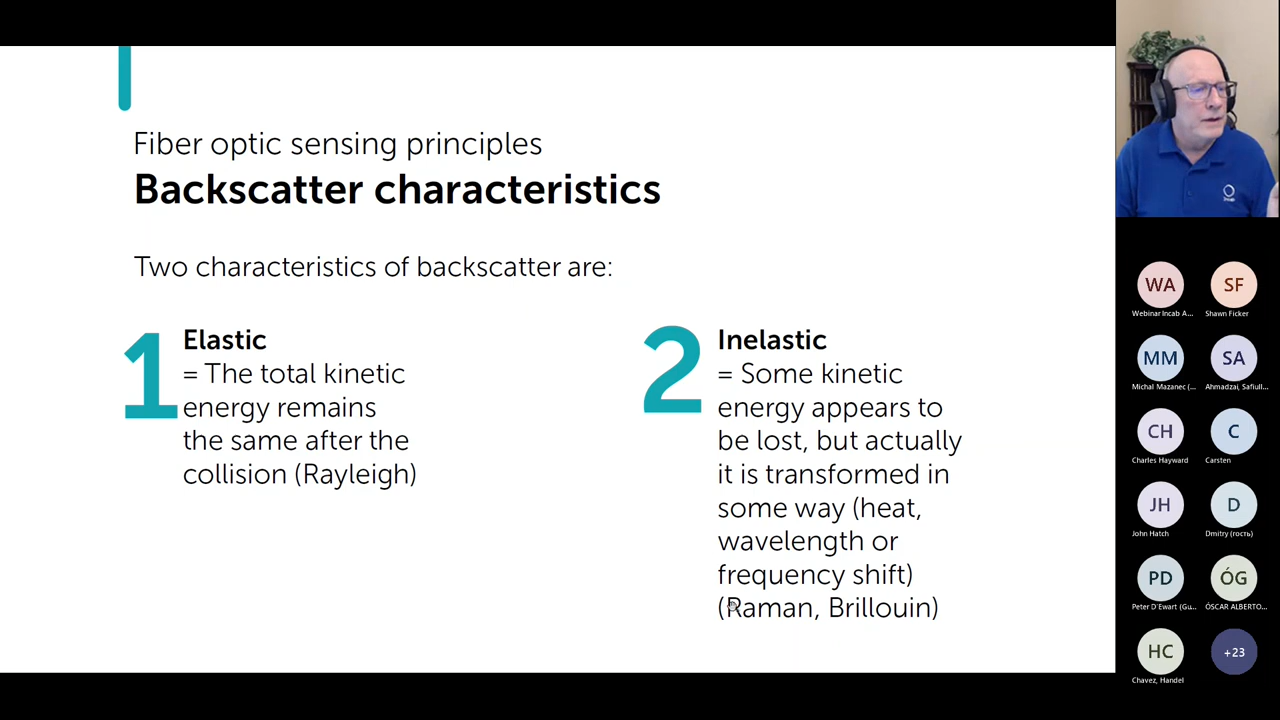 Fiber optic sensing principles
Backscatter characteristics
Two characteristics of backscatter are:
1
Elastic
= The total kinetic
energy remains
the same after the
collision (Rayleigh)
2
Inelastic
= Some kinetic
energy appears to
be lost, but actually
it is transformed in
some way (heat,
wavelength or
frequency shift)
(Raman, Brillouin)
WA
Webinar Incab A...
SF
Shawn Ficker
MM
Michal Mazanec (...
SA
Ahmadzai, Safiull...
CH
Charles Hayward
C
Carsten
JH
John Hatch
D
Dmitry (гость)
PD
Peter D'Ewart (Gu...
ÓG
ÓSCAR ALBERTO...
HC
Chavez, Handel
+23